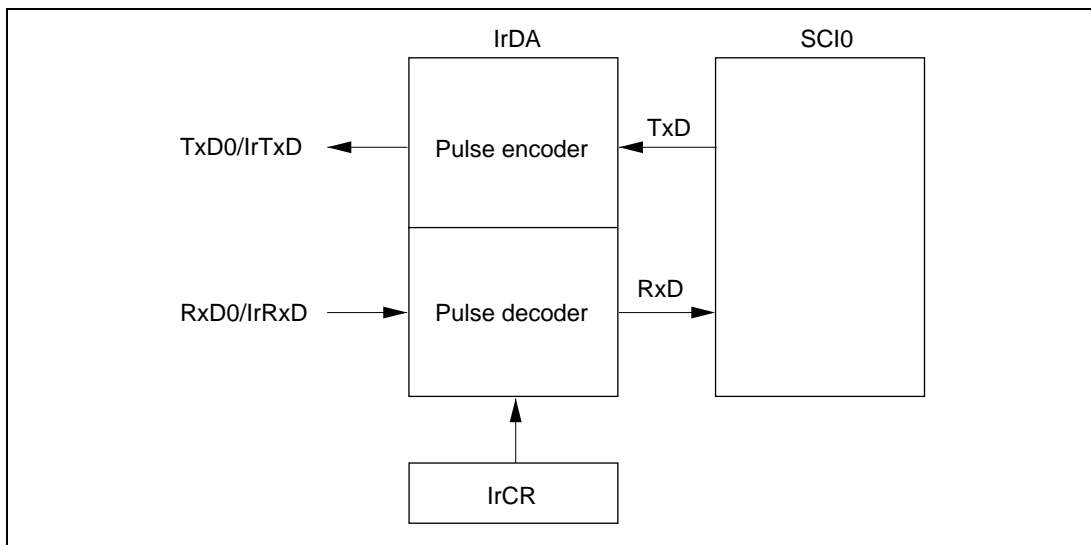 IrDA
SCI0
TxD0/IrTxD
Pulse encoder
TxD
RxD0/IrRxD
Pulse decoder
RxD
IrCR